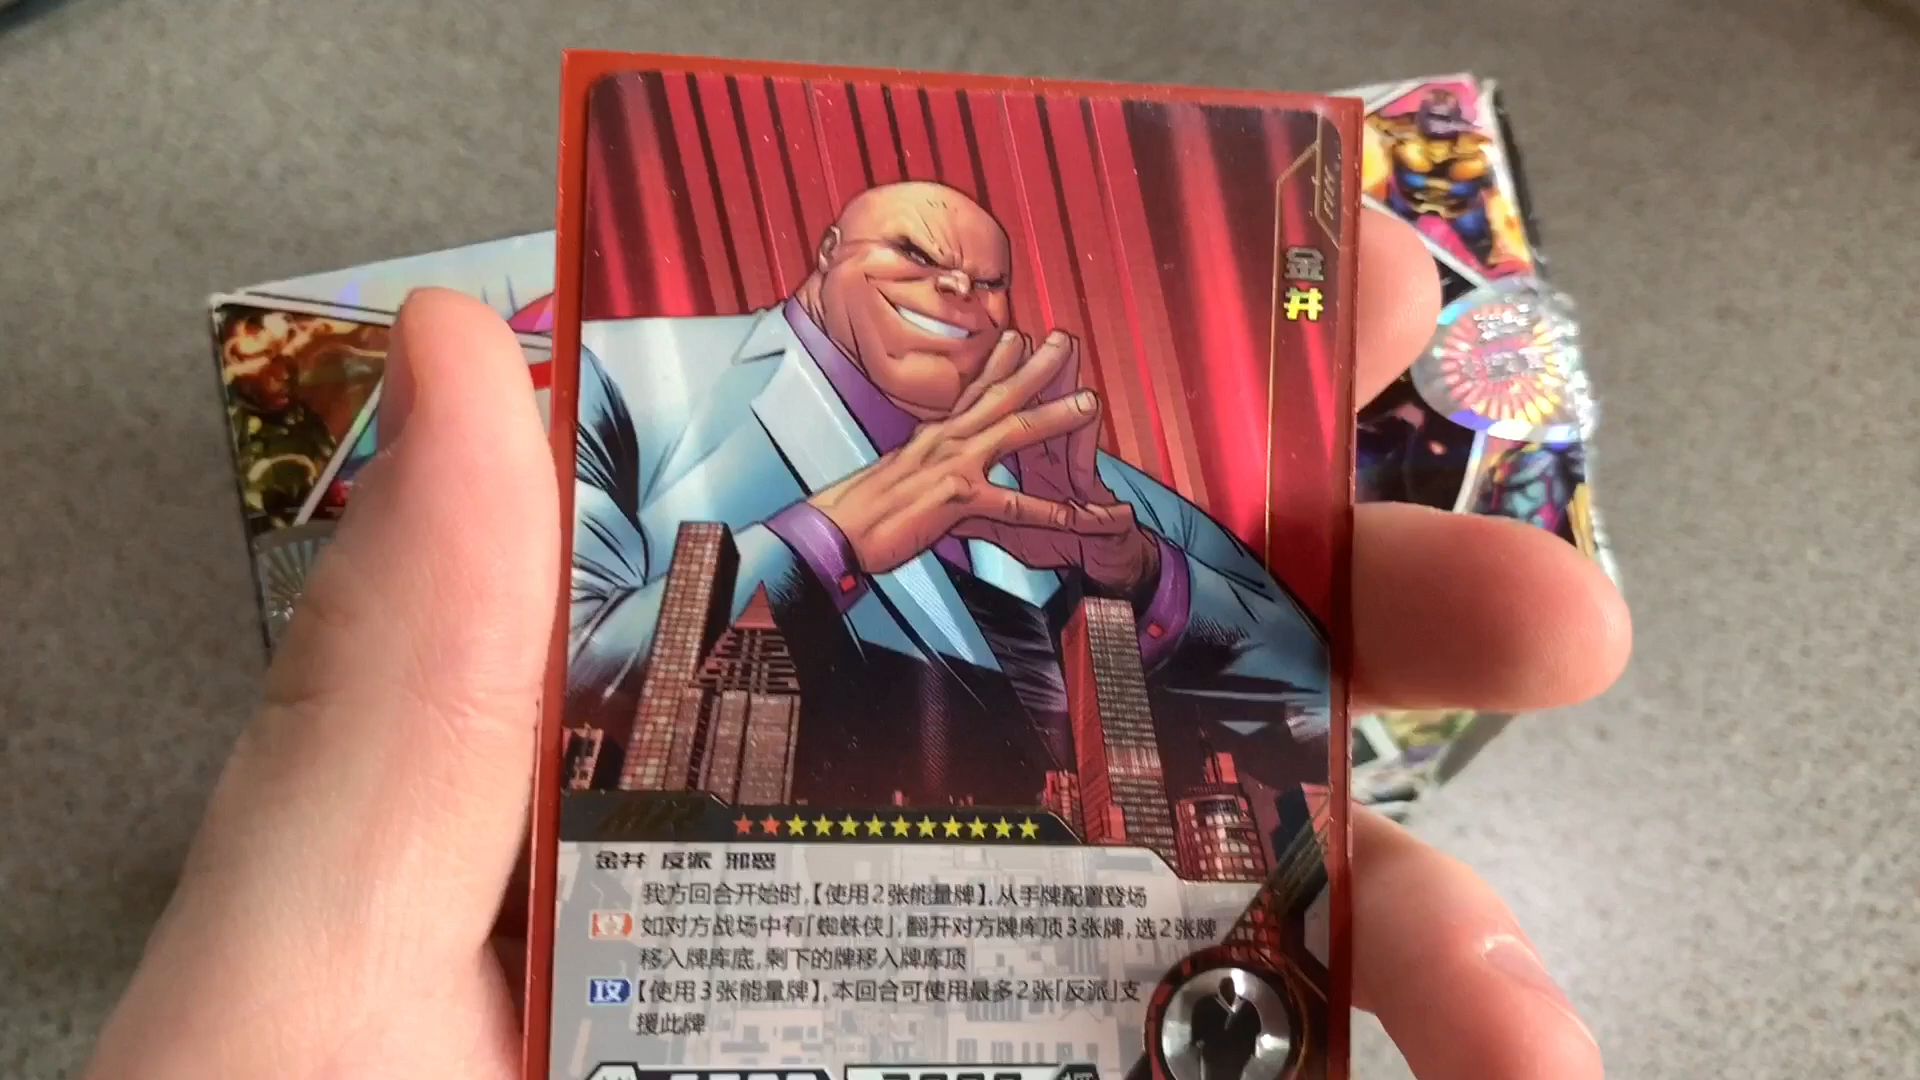 金
井
金井 反派 邪恶
我方回合开始时,【使用2张能量牌】,从手牌配置登场
登 如对方战场中有「蜘蛛侠」,翻开对方牌库顶3张牌,选2张牌
移入牌库底,剩下的牌移入牌库顶
攻 【使用3张能量牌】,本回合可使用最多2张「反派」支
援此牌